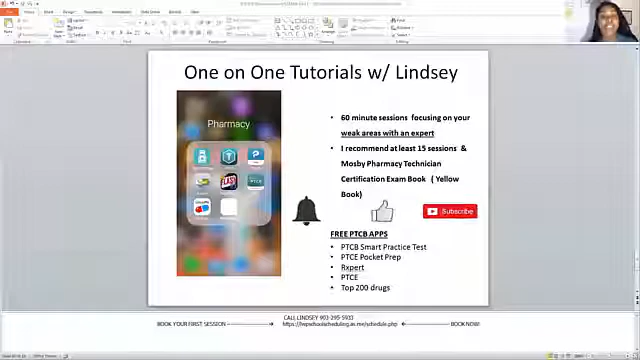 One on One Tutorials w/ Lindsey
Pharmacy
• 60 minute sessions focusing on your
weak areas with an expert
• I recommend at least 15 sessions &
Mosby Pharmacy Technician
Certification Exam Book ( Yellow
Book)
Subscribe
FREE PTCB APPS
• PTCB Smart Practice Test
• PTCE Pocket Prep
• Rxpert
• PTCE
• Top 200 drugs
CALL LINDSEY 903-295-5933
BOOK YOUR FIRST SESSION
BOOK NOW!